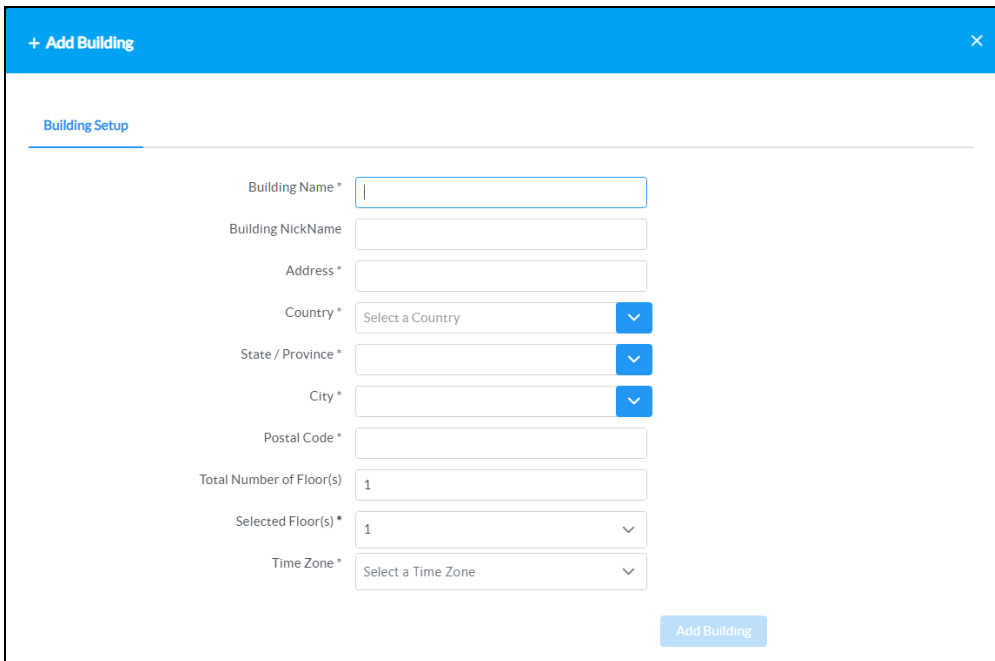 + Add Building
Building Setup
Building Name *
Building NickName
Address *
Country * Select a Country
State / Province *
City *
Postal Code *
Total Number of Floor(s) 1
Selected Floor(s) * 1
Time Zone * Select a Time Zone
Add Building